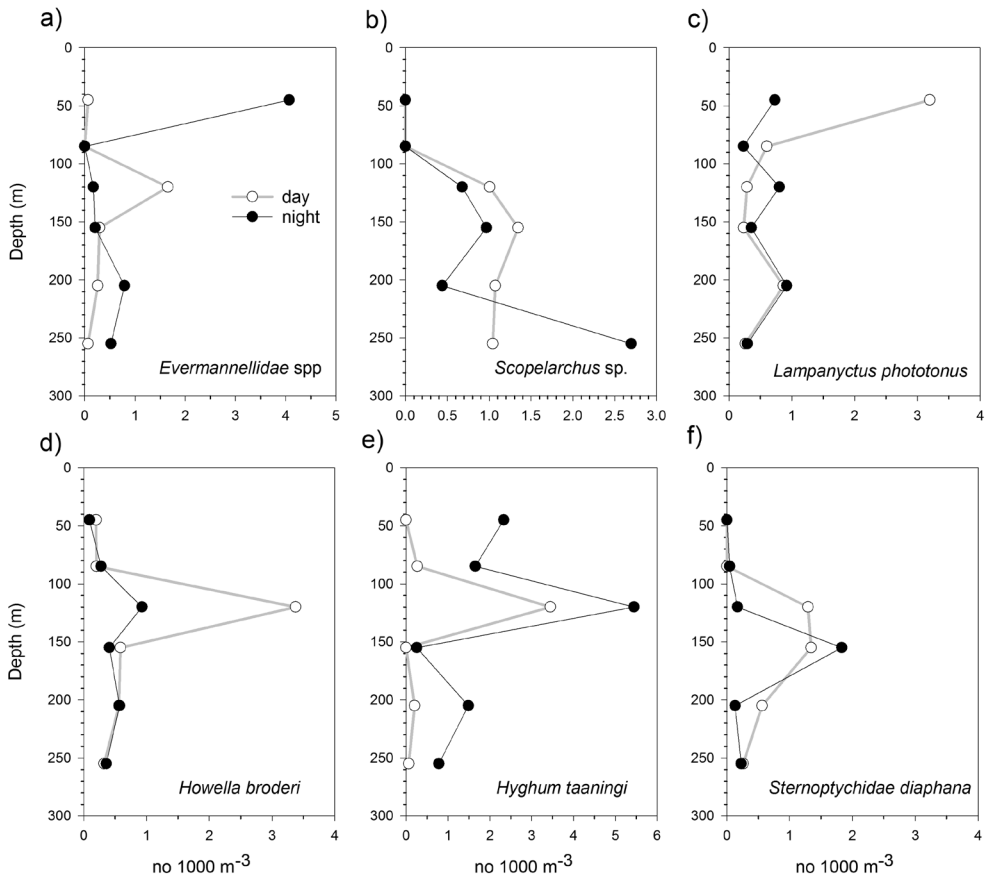 a)
b)
c)
0
50
100
150
200
250
300
Depth (m)
day
night
Evermannellidae spp
0 1 2 3 4 5
0
50
100
150
200
250
300
Scopelarchus sp.
0.0 0.5 1.0 1.5 2.0 2.5 3.0
0
50
100
150
200
250
300
Lampanyctus phototonus
0 1 2 3 4
d)
e)
f)
0
50
100
150
200
250
300
Depth (m)
Howella broderi
0 1 2 3 4
no 1000 m-3
0
50
100
150
200
250
300
Hyghum taaningi
0 1 2 3 4 5 6
no 1000 m-3
0
50
100
150
200
250
300
Sternoptychidae diaphana
0 1 2 3 4
no 1000 m-3